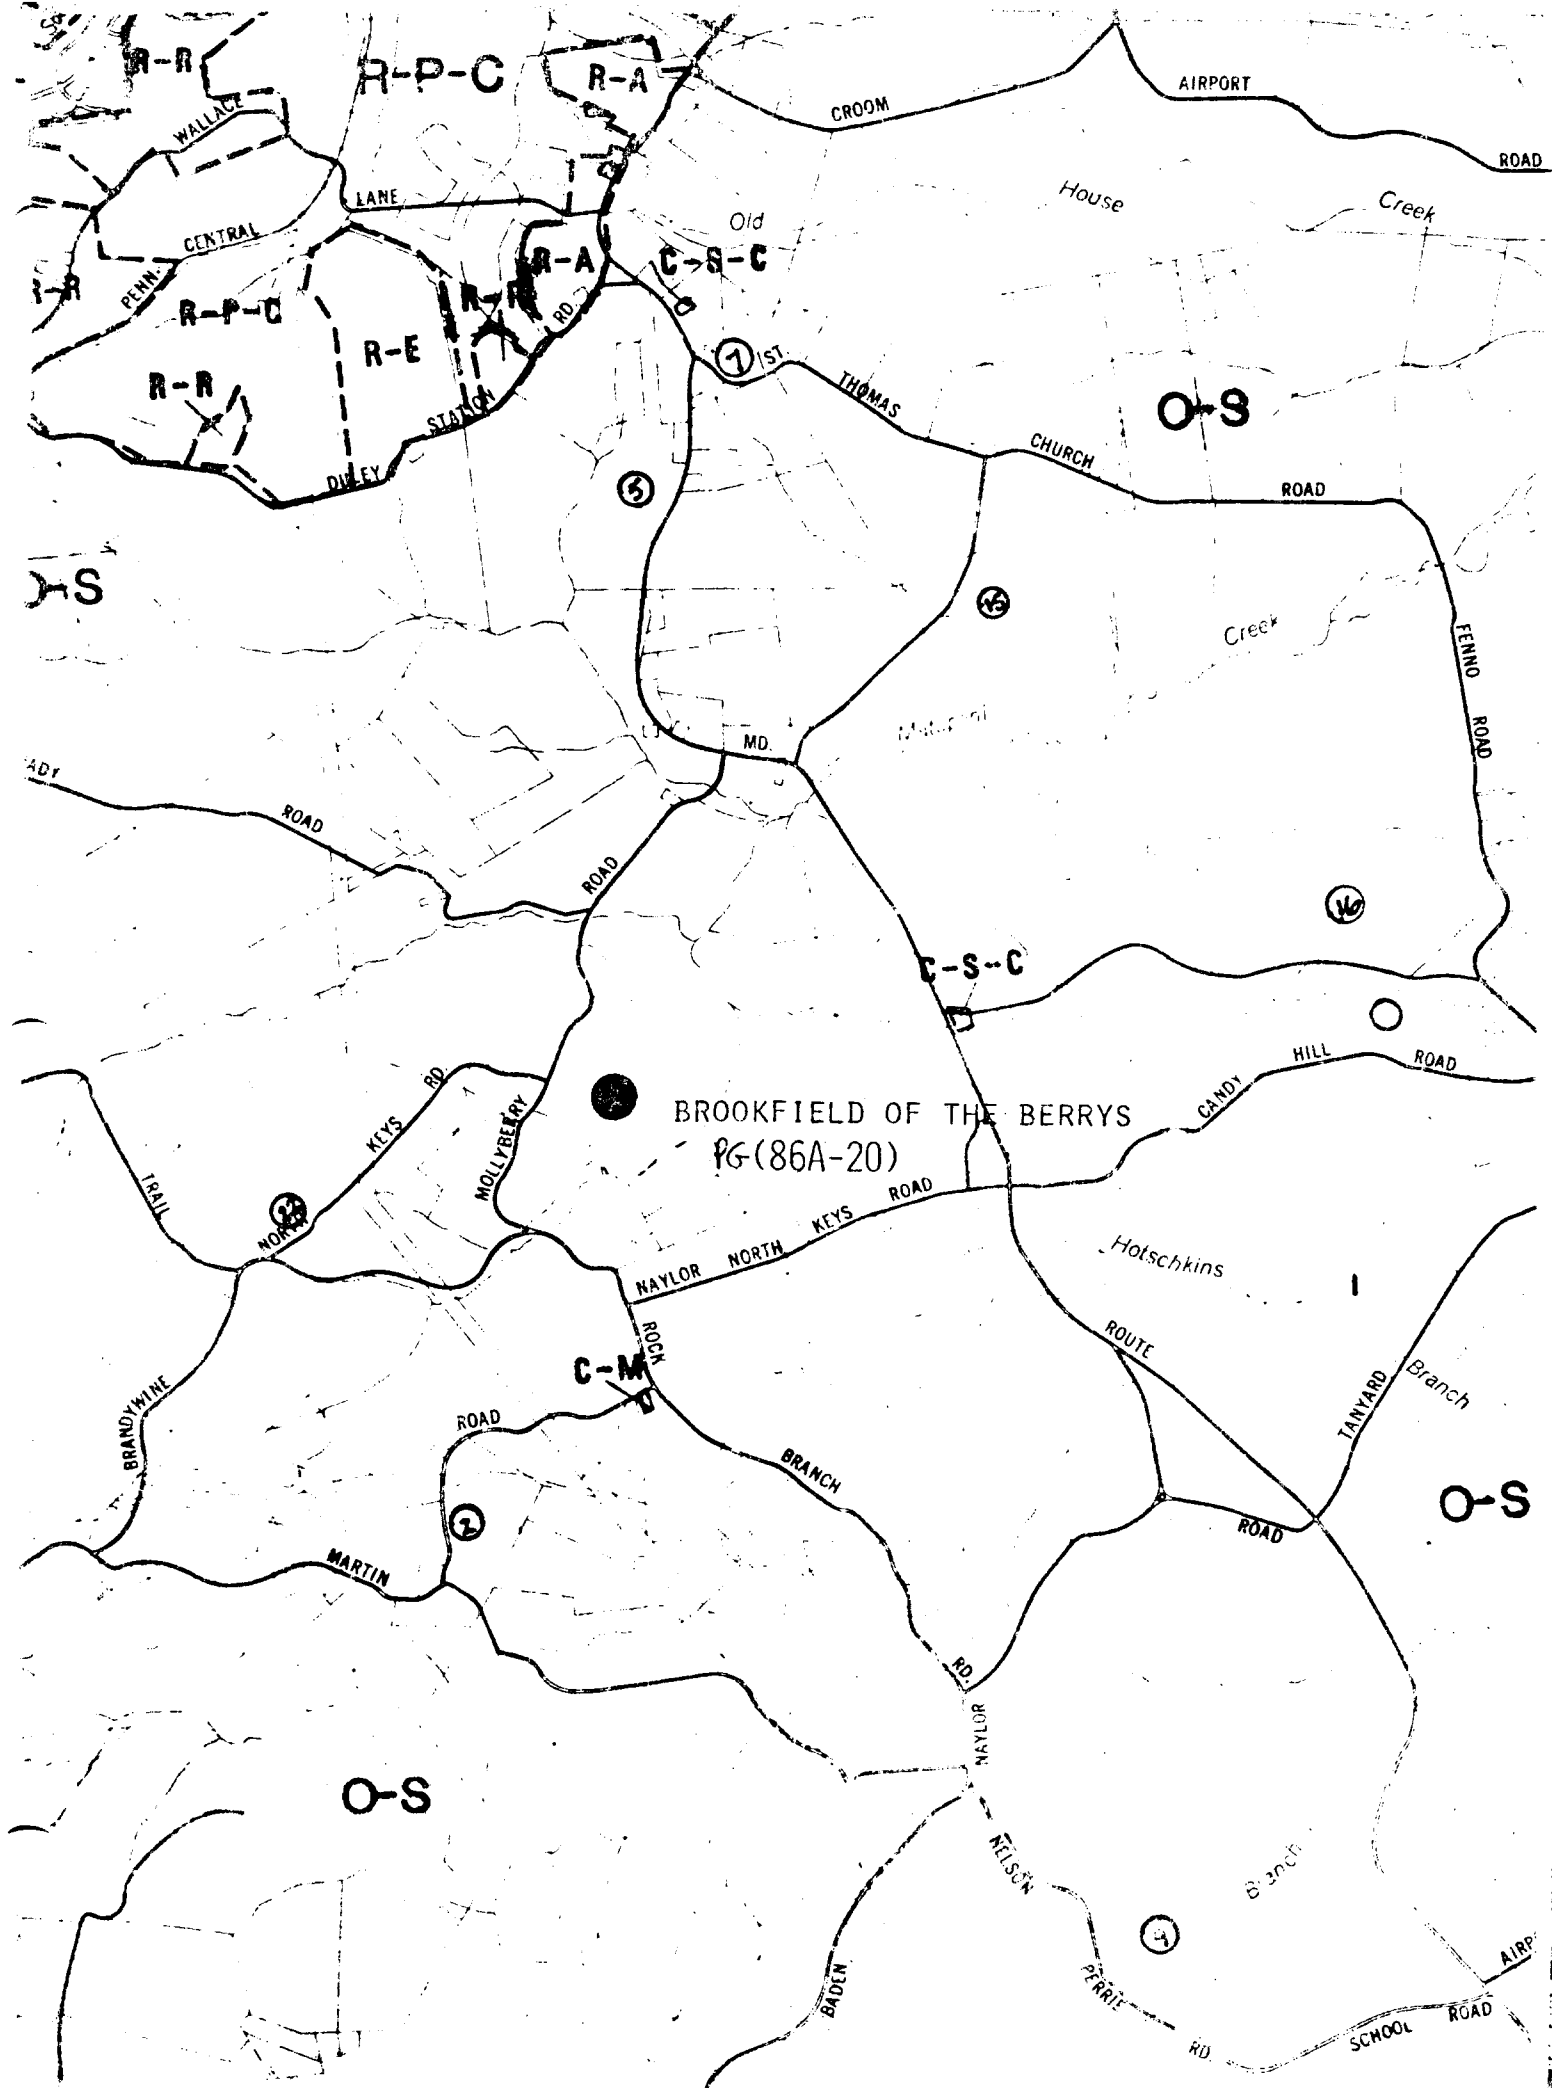 R-R
R-P-C
R-A
WALLACE
CROOM
AIRPORT
ROAD
LANE
House
Creek
Old
CENTRAL
PENN.
R-A
C-S-C
R-P-C
RD.
R-E
7
ST.
THOMAS
R-R
O-S
STATION
CHURCH
ROAD
DULEY
5
15
Creek
FENNO
ROAD
MD.
ROAD
ROAD
16
C-S-C
HILL
ROAD
CANDY
RD.
KEYS
MOLLYBERRY
BROOKFIELD OF THE BERRYS
PG(86A-20)
TRAIL
22
NORTH
NAYLOR NORTH KEYS ROAD
Hotschkins
ROCK
ROUTE
C-M
BRANDYWINE
ROAD
TANYARD
Branch
BRANCH
2
O-S
ROAD
MARTIN
RD.
NAYLOR
O-S
NELSON
Branch
9
BADEN
PERRIE
RD.
SCHOOL ROAD